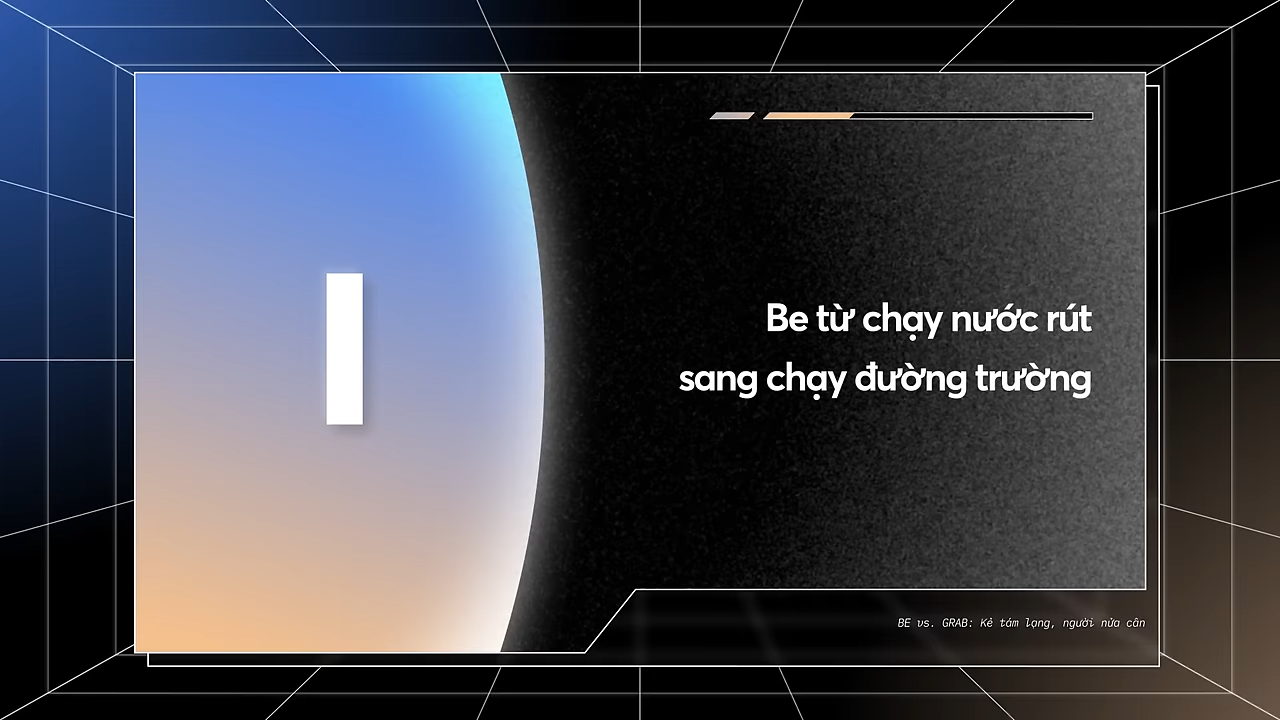 I
Be từ chạy nước rút
sang chạy đường trường
BE vs. GRAB: Kẻ tám lạng, người nửa cân